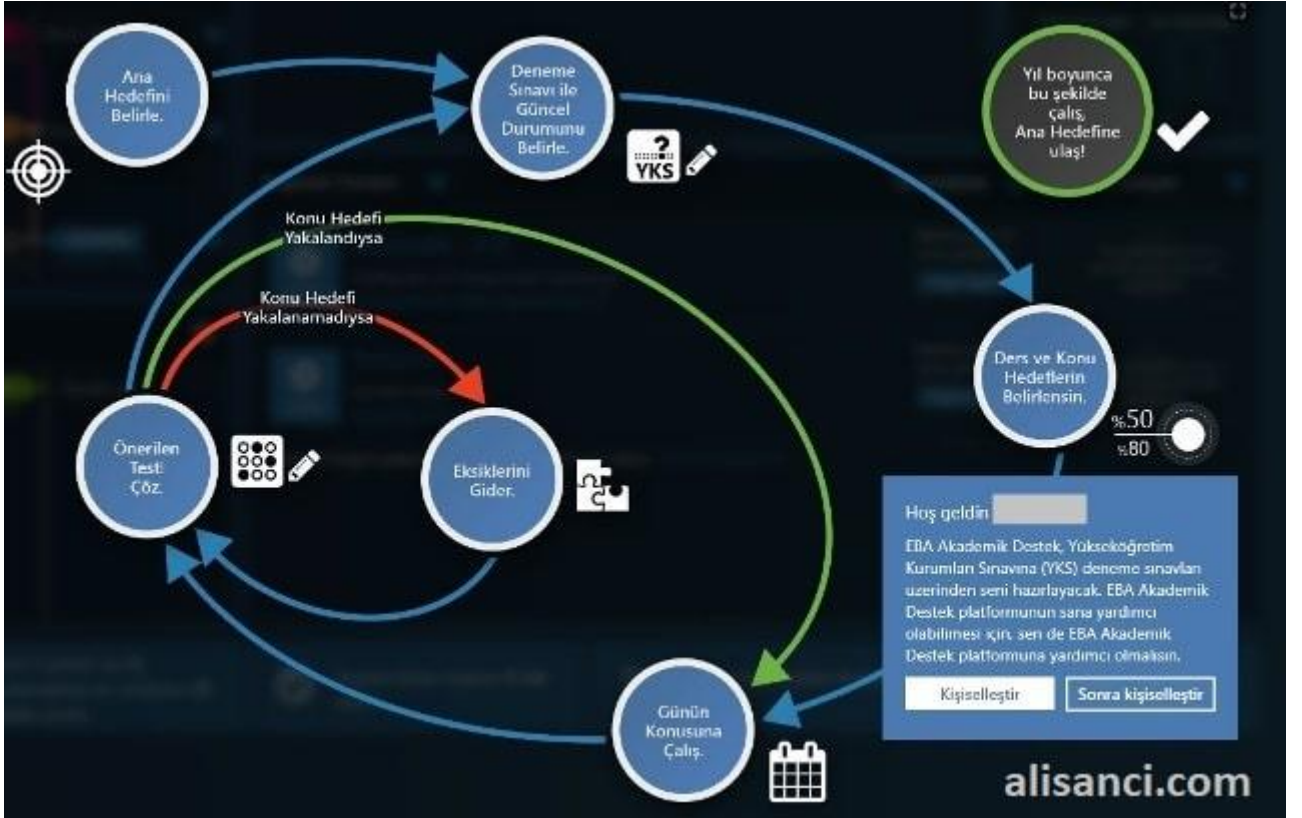 Ana
Hedefini
Belirle.
Deneme
Sınavı ile
Güncel
Durumunu
Belirle.
?
YKS
Yıl boyunca
bu şekilde
çalış,
Ana Hedefine
ulaş!
Konu Hedefi
Yakalandıysa
Konu Hedefi
Yakalanamadıysa
Ders ve Konu
Hedeflerin
Belirlensin.
%50
%80
Önerilen
Testi
Çöz.
Eksiklerini
Gider.
Hoş geldin
EBA Akademik Destek, Yükseköğretim
Kurumları Sınavına (YKS) deneme sınavları
üzerinden seni hazırlayacak. EBA Akademik
Destek platformunun sana yardımcı
olabilmesi için, sen de EBA Akademik
Destek platformuna yardımcı olmalısın.
Kişiselleştir
Sonra kişiselleştir
Günün
Konusuna
Çalış.
alisanci.com